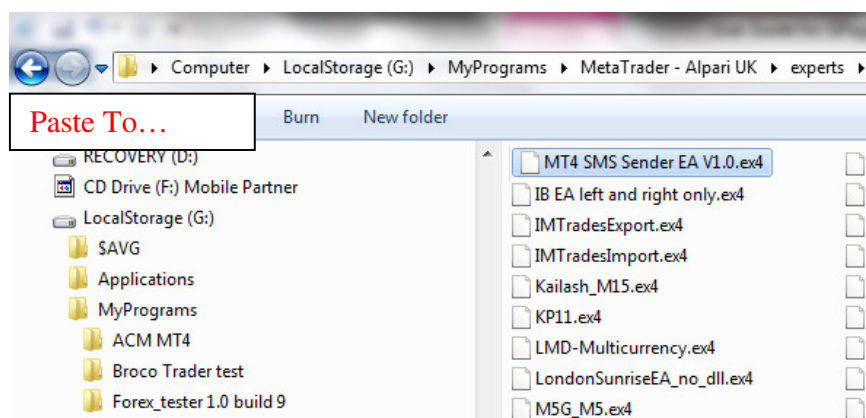 Computer LocalStorage (G:) MyPrograms MetaTrader - Alpari UK experts
Paste To…
Burn New folder
RECOVERY (D:)
CD Drive (F:) Mobile Partner
LocalStorage (G:)
$AVG
Applications
MyPrograms
ACM MT4
Broco Trader test
Forex_tester 1.0 build 9
MT4 SMS Sender EA V1.0.ex4
IB EA left and right only.ex4
IMTradesExport.ex4
IMTradesImport.ex4
Kailash_M15.ex4
KP11.ex4
LMD-Multicurrency.ex4
LondonSunriseEA_no_dll.ex4
M5G_M5.ex4